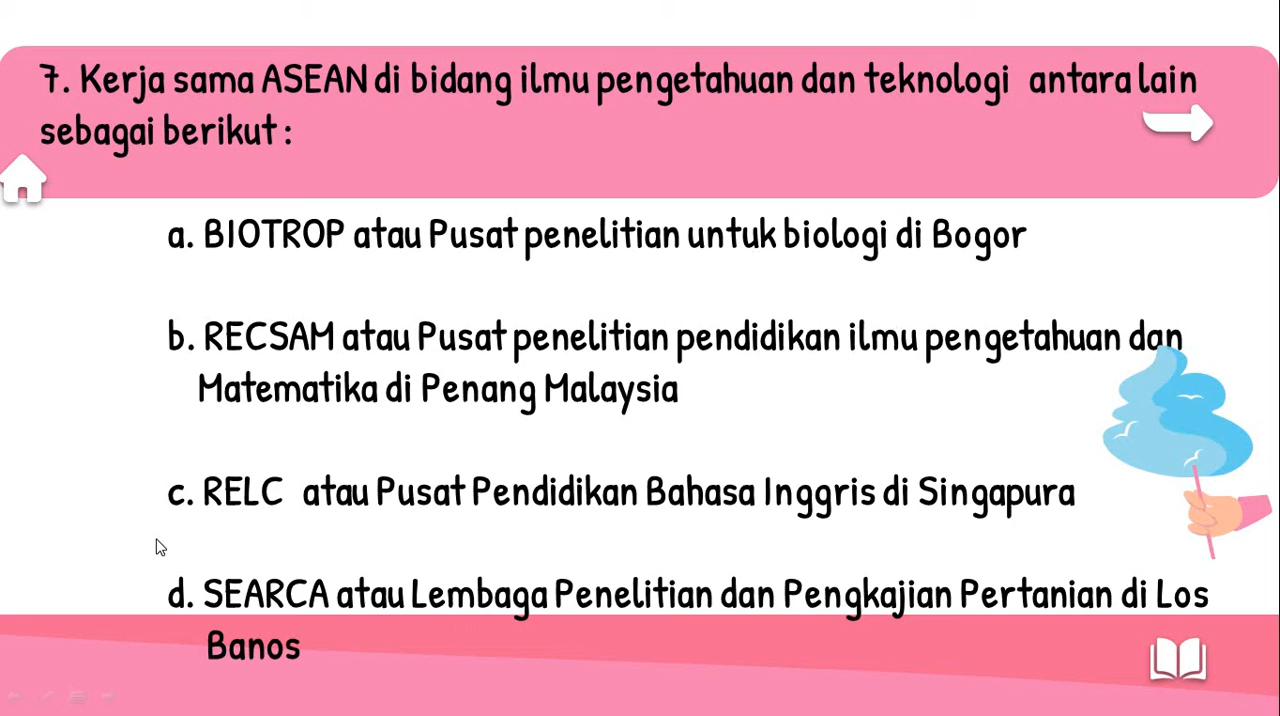 7. Kerja sama ASEAN di bidang ilmu pengetahuan dan teknologi antara lain
sebagai berikut :
a. BIOTROP atau Pusat penelitian untuk biologi di Bogor
b. RECSAM atau Pusat penelitian pendidikan ilmu pengetahuan dan
Matematika di Penang Malaysia
c. RELC atau Pusat Pendidikan Bahasa Inggris di Singapura
d. SEARCA atau Lembaga Penelitian dan Pengkajian Pertanian di Los
Banos